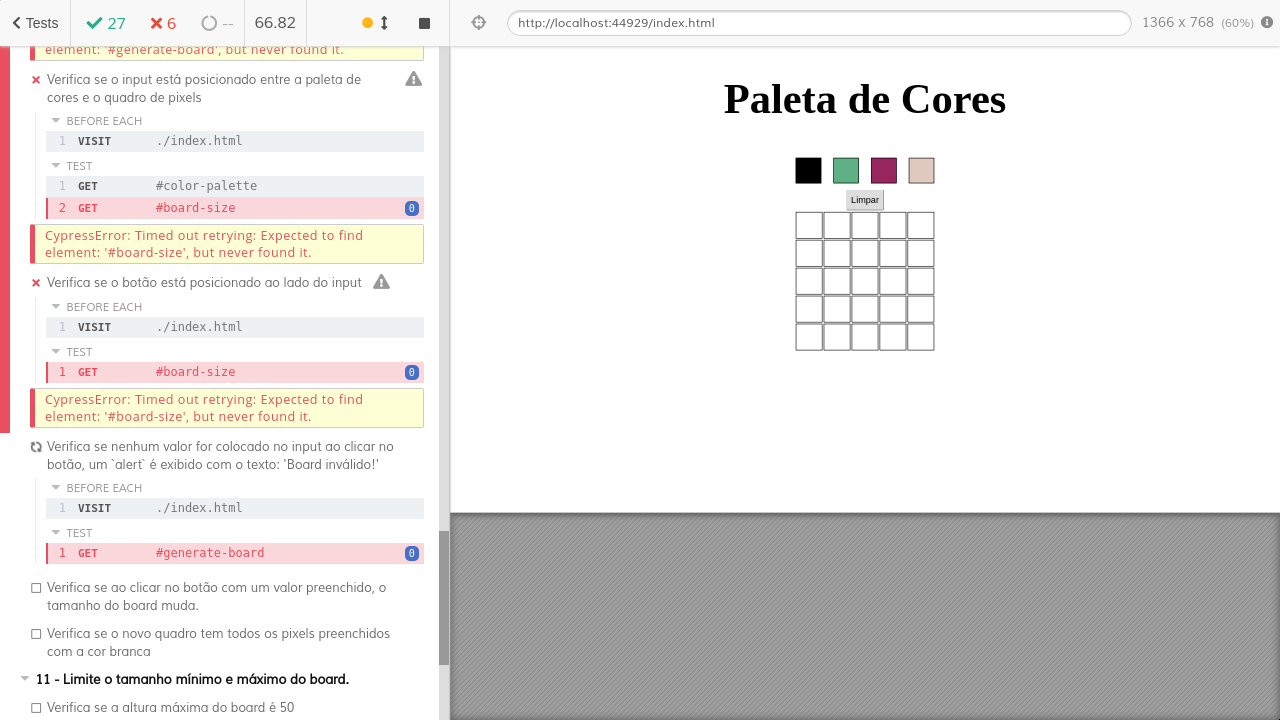 Tests 27 6 -- 66.82 http://localhost:44929/index.html 1366 x 768 (60%)
element: '#generate-board', but never found it.
Verifica se o input está posicionado entre a paleta de
cores e o quadro de pixels
BEFORE EACH
1 VISIT ./index.html
TEST
1 GET #color-palette
2 GET #board-size 0
CypressError: Timed out retrying: Expected to find
element: '#board-size', but never found it.
Verifica se o botão está posicionado ao lado do input
BEFORE EACH
1 VISIT ./index.html
TEST
1 GET #board-size 0
CypressError: Timed out retrying: Expected to find
element: '#board-size', but never found it.
Verifica se nenhum valor for colocado no input ao clicar no
botão, um `alert` é exibido com o texto: 'Board inválido!'
BEFORE EACH
1 VISIT ./index.html
TEST
1 GET #generate-board 0
Verifica se ao clicar no botão com um valor preenchido, o
tamanho do board muda.
Verifica se o novo quadro tem todos os pixels preenchidos
com a cor branca
11 - Limite o tamanho mínimo e máximo do board.
Verifica se a altura máxima do board é 50
Paleta de Cores
Limpar